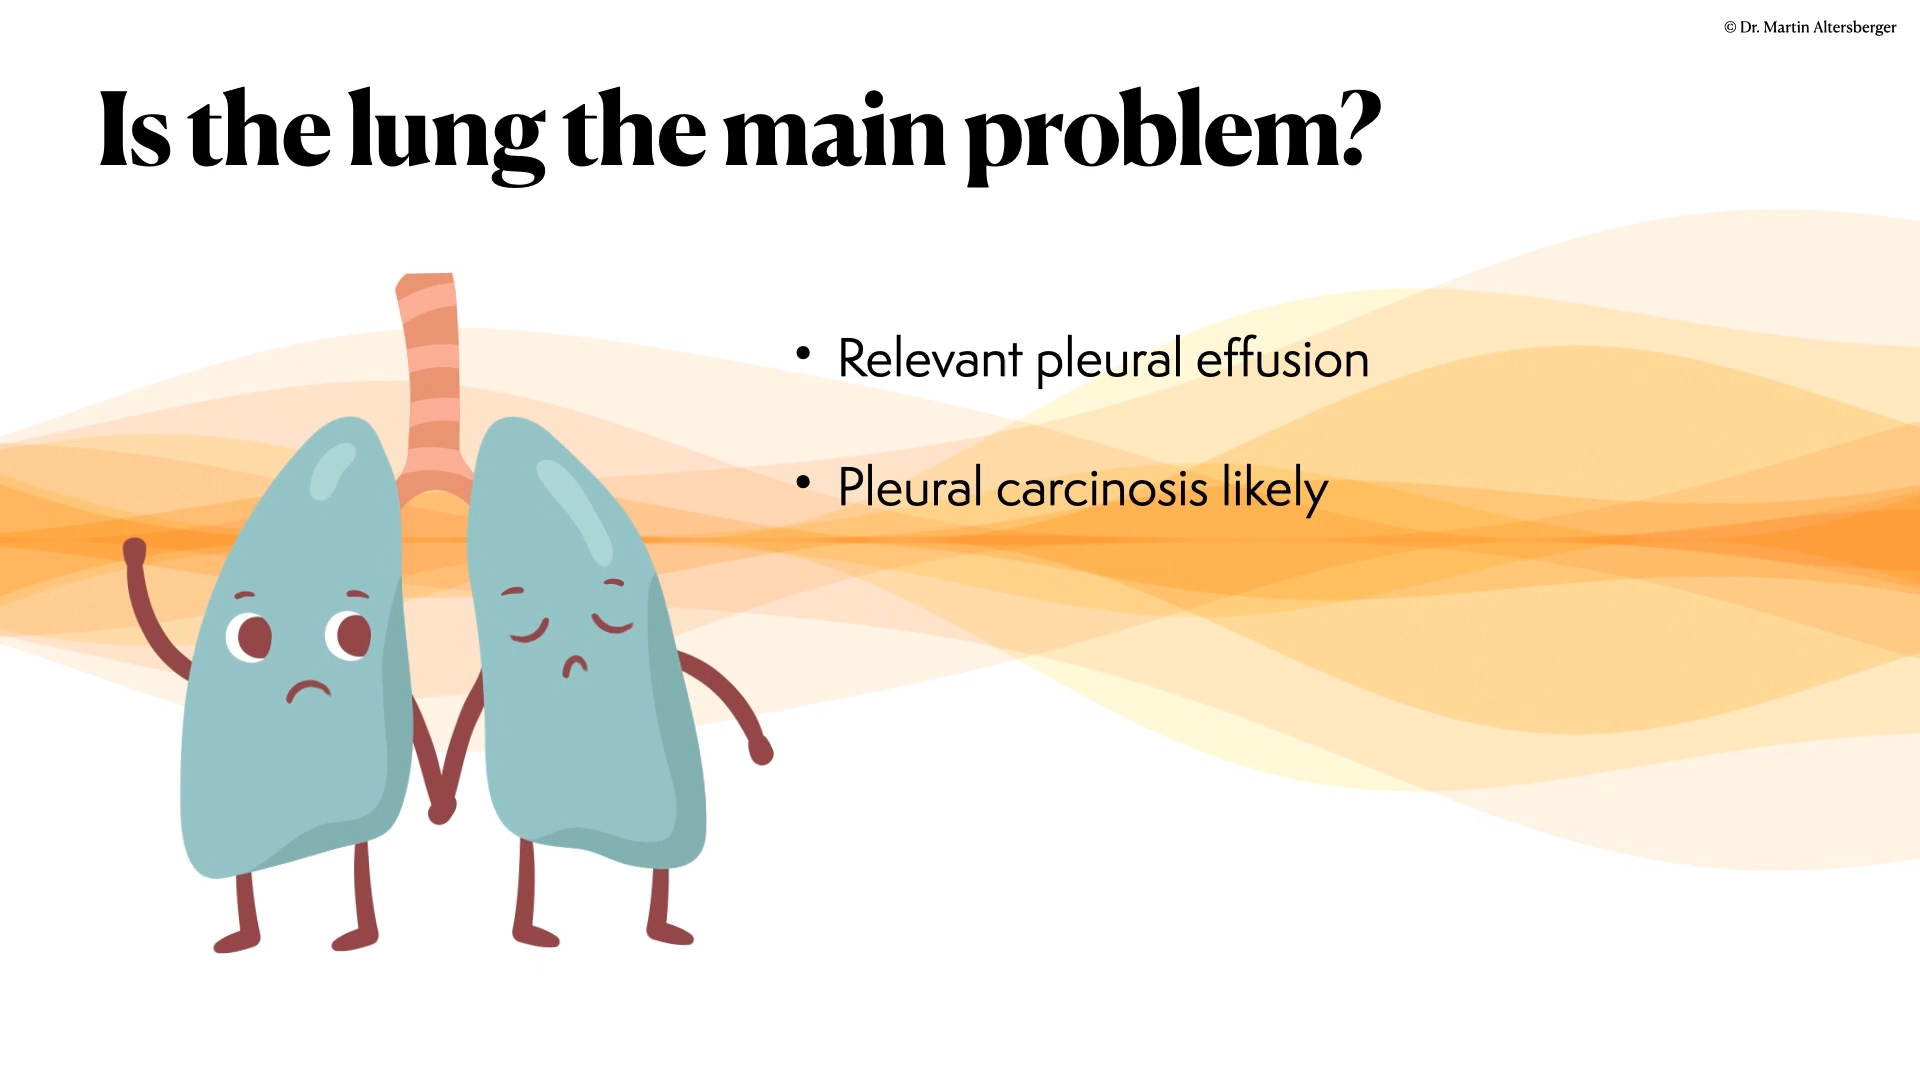 © Dr. Martin Altersberger
Is the lung the main problem?
• Relevant pleural effusion
• Pleural carcinosis likely